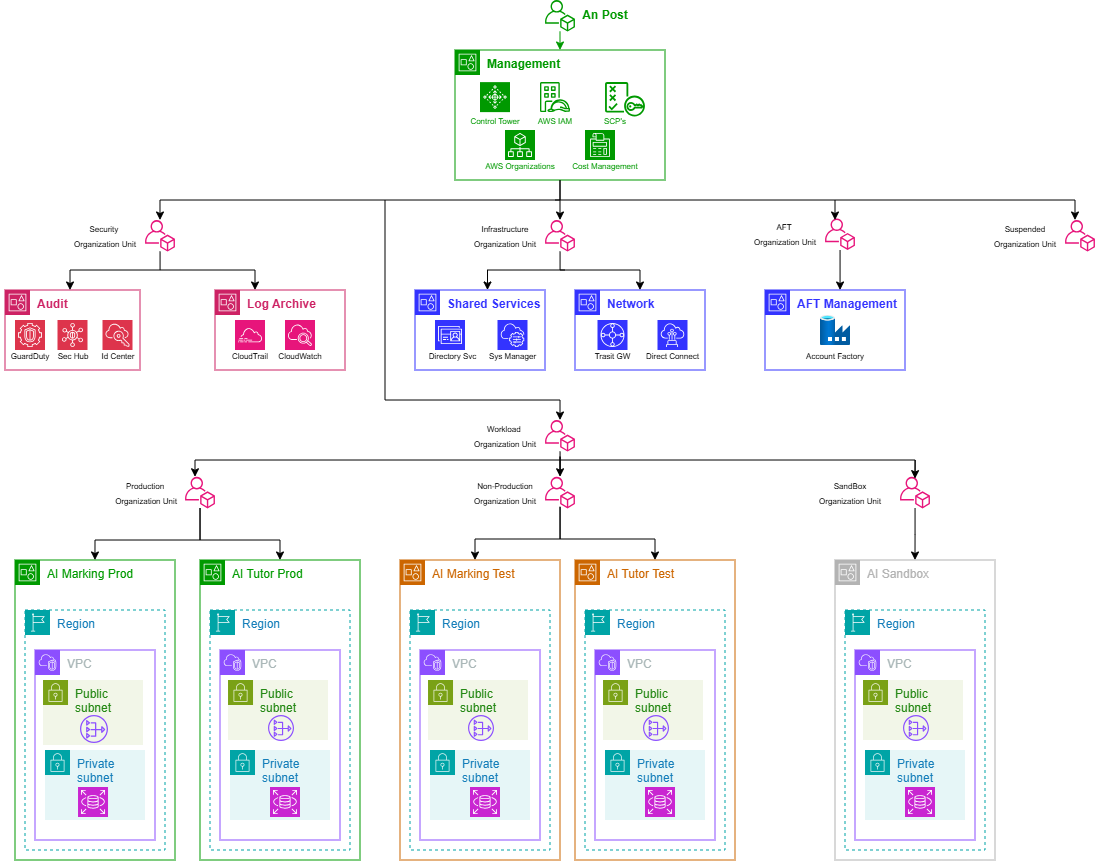 An Post
Management
Control Tower
AWS IAM
SCP's
AWS Organizations
Cost Management
Security
Organization Unit
Infrastructure
Organization Unit
AFT
Organization Unit
Suspended
Organization Unit
Audit
GuardDuty
Sec Hub
Id Center
Log Archive
CloudTrail
CloudWatch
Shared Services
Directory Svc
Sys Manager
Network
Trasit GW
Direct Connect
AFT Management
Account Factory
Workload
Organization Unit
Production
Organization Unit
Non-Production
Organization Unit
SandBox
Organization Unit
AI Marking Prod
Region
VPC
Public
subnet
Private
subnet
AI Tutor Prod
Region
VPC
Public
subnet
Private
subnet
AI Marking Test
Region
VPC
Public
subnet
Private
subnet
AI Tutor Test
Region
VPC
Public
subnet
Private
subnet
AI Sandbox
Region
VPC
Public
subnet
Private
subnet